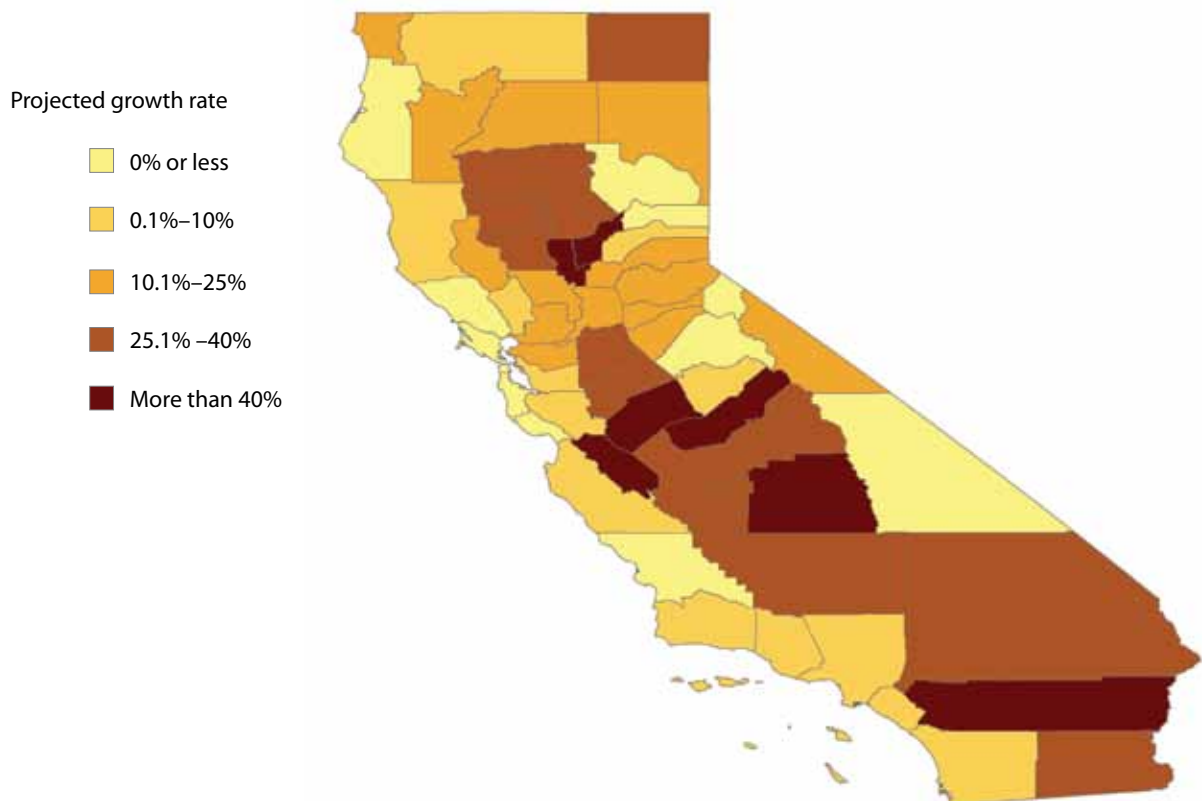 Projected growth rate
0% or less
0.1%–10%
10.1%–25%
25.1% –40%
More than 40%